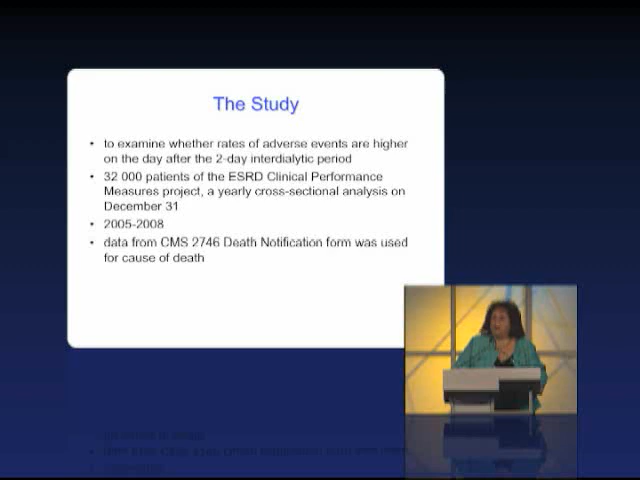 The Study
• to examine whether rates of adverse events are higher
on the day after the 2-day interdialytic period
• 32 000 patients of the ESRD Clinical Performance
Measures project, a yearly cross-sectional analysis on
December 31
• 2005-2008
• data from CMS 2746 Death Notification form was used
for cause of death